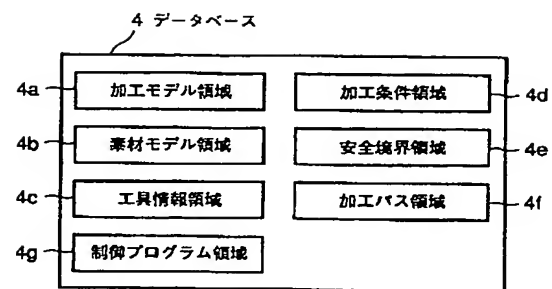 4 データベース
4a 加工モデル領域 加工条件領域 4d
4b 素材モデル領域 安全境界領域 4e
4c 工具情報領域 加工パス領域 4f
4g 制御プログラム領域